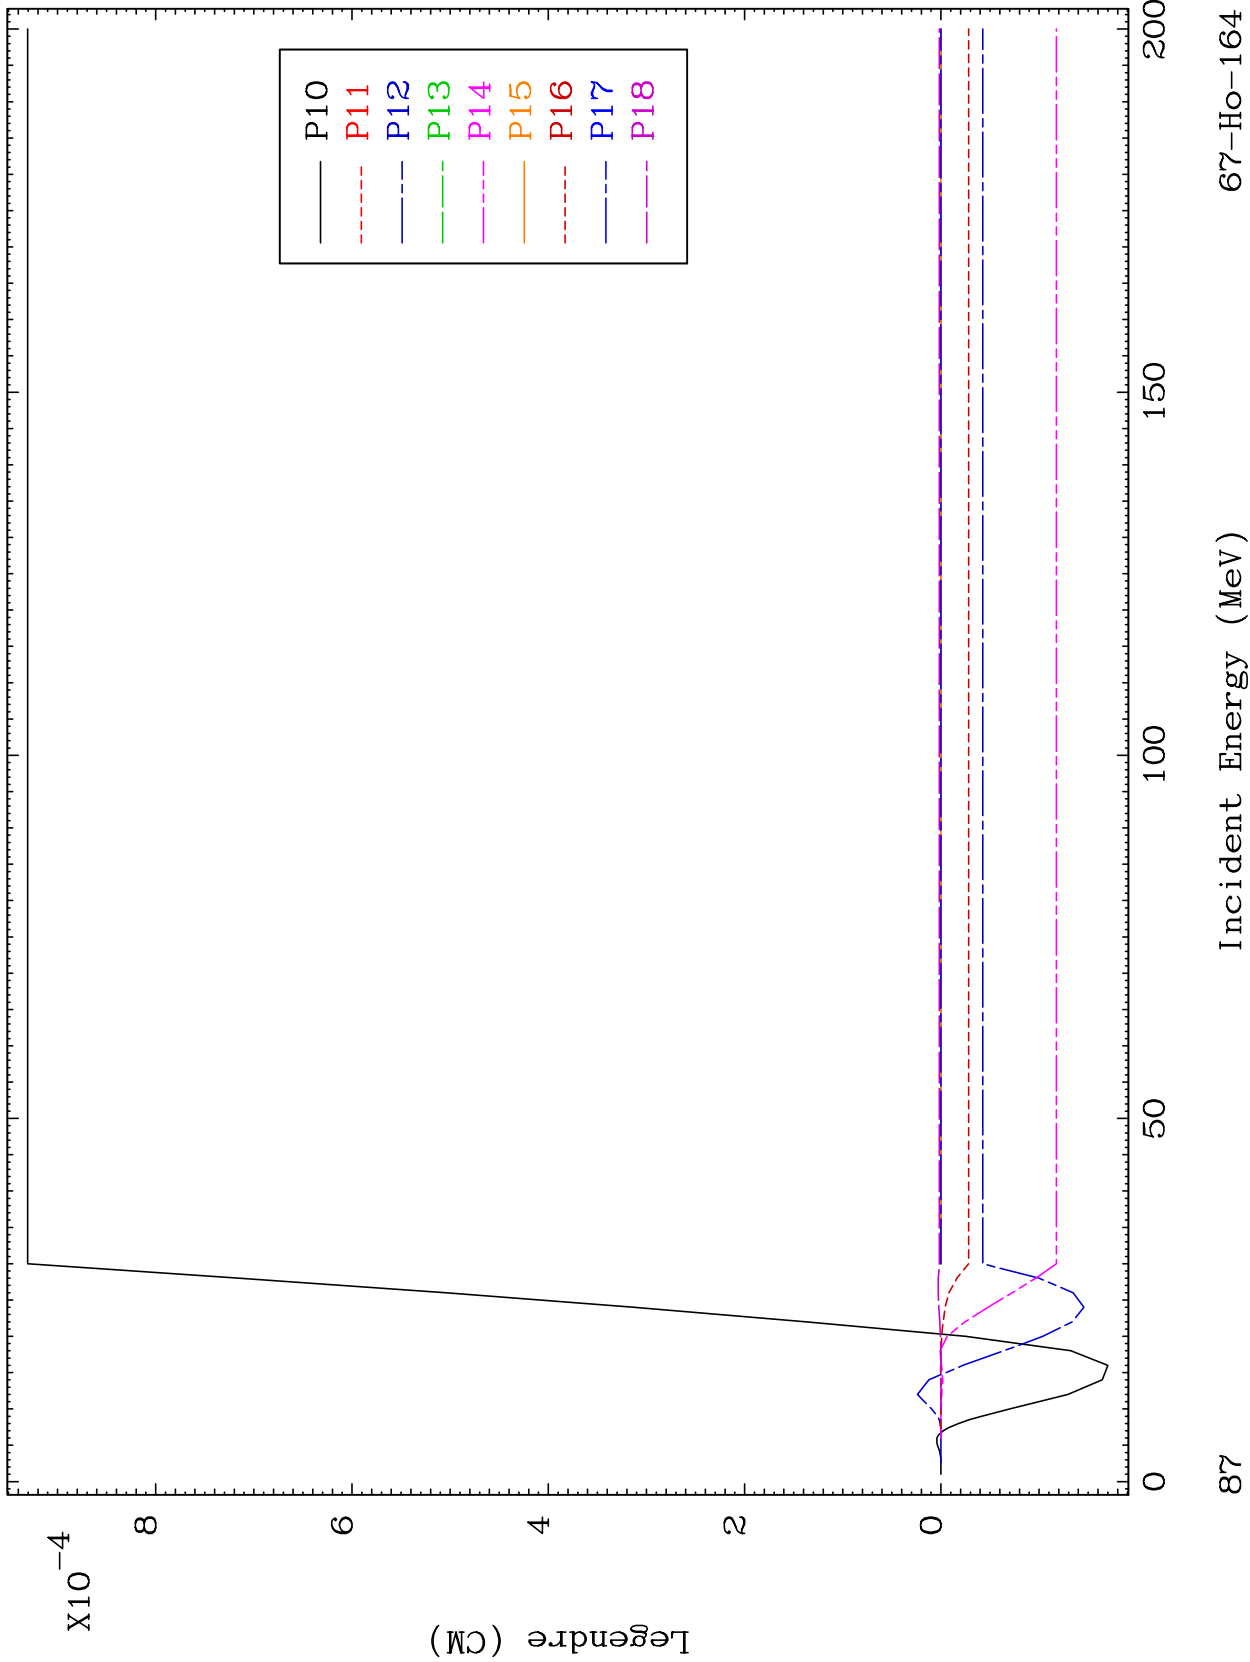 X10-4
8
6
4
2
0
Legendre (CM)
P10
P11
P12
P13
P14
P15
P16
P17
P18
0
50
100
150
200
87
Incident Energy (MeV)
67-Ho-164